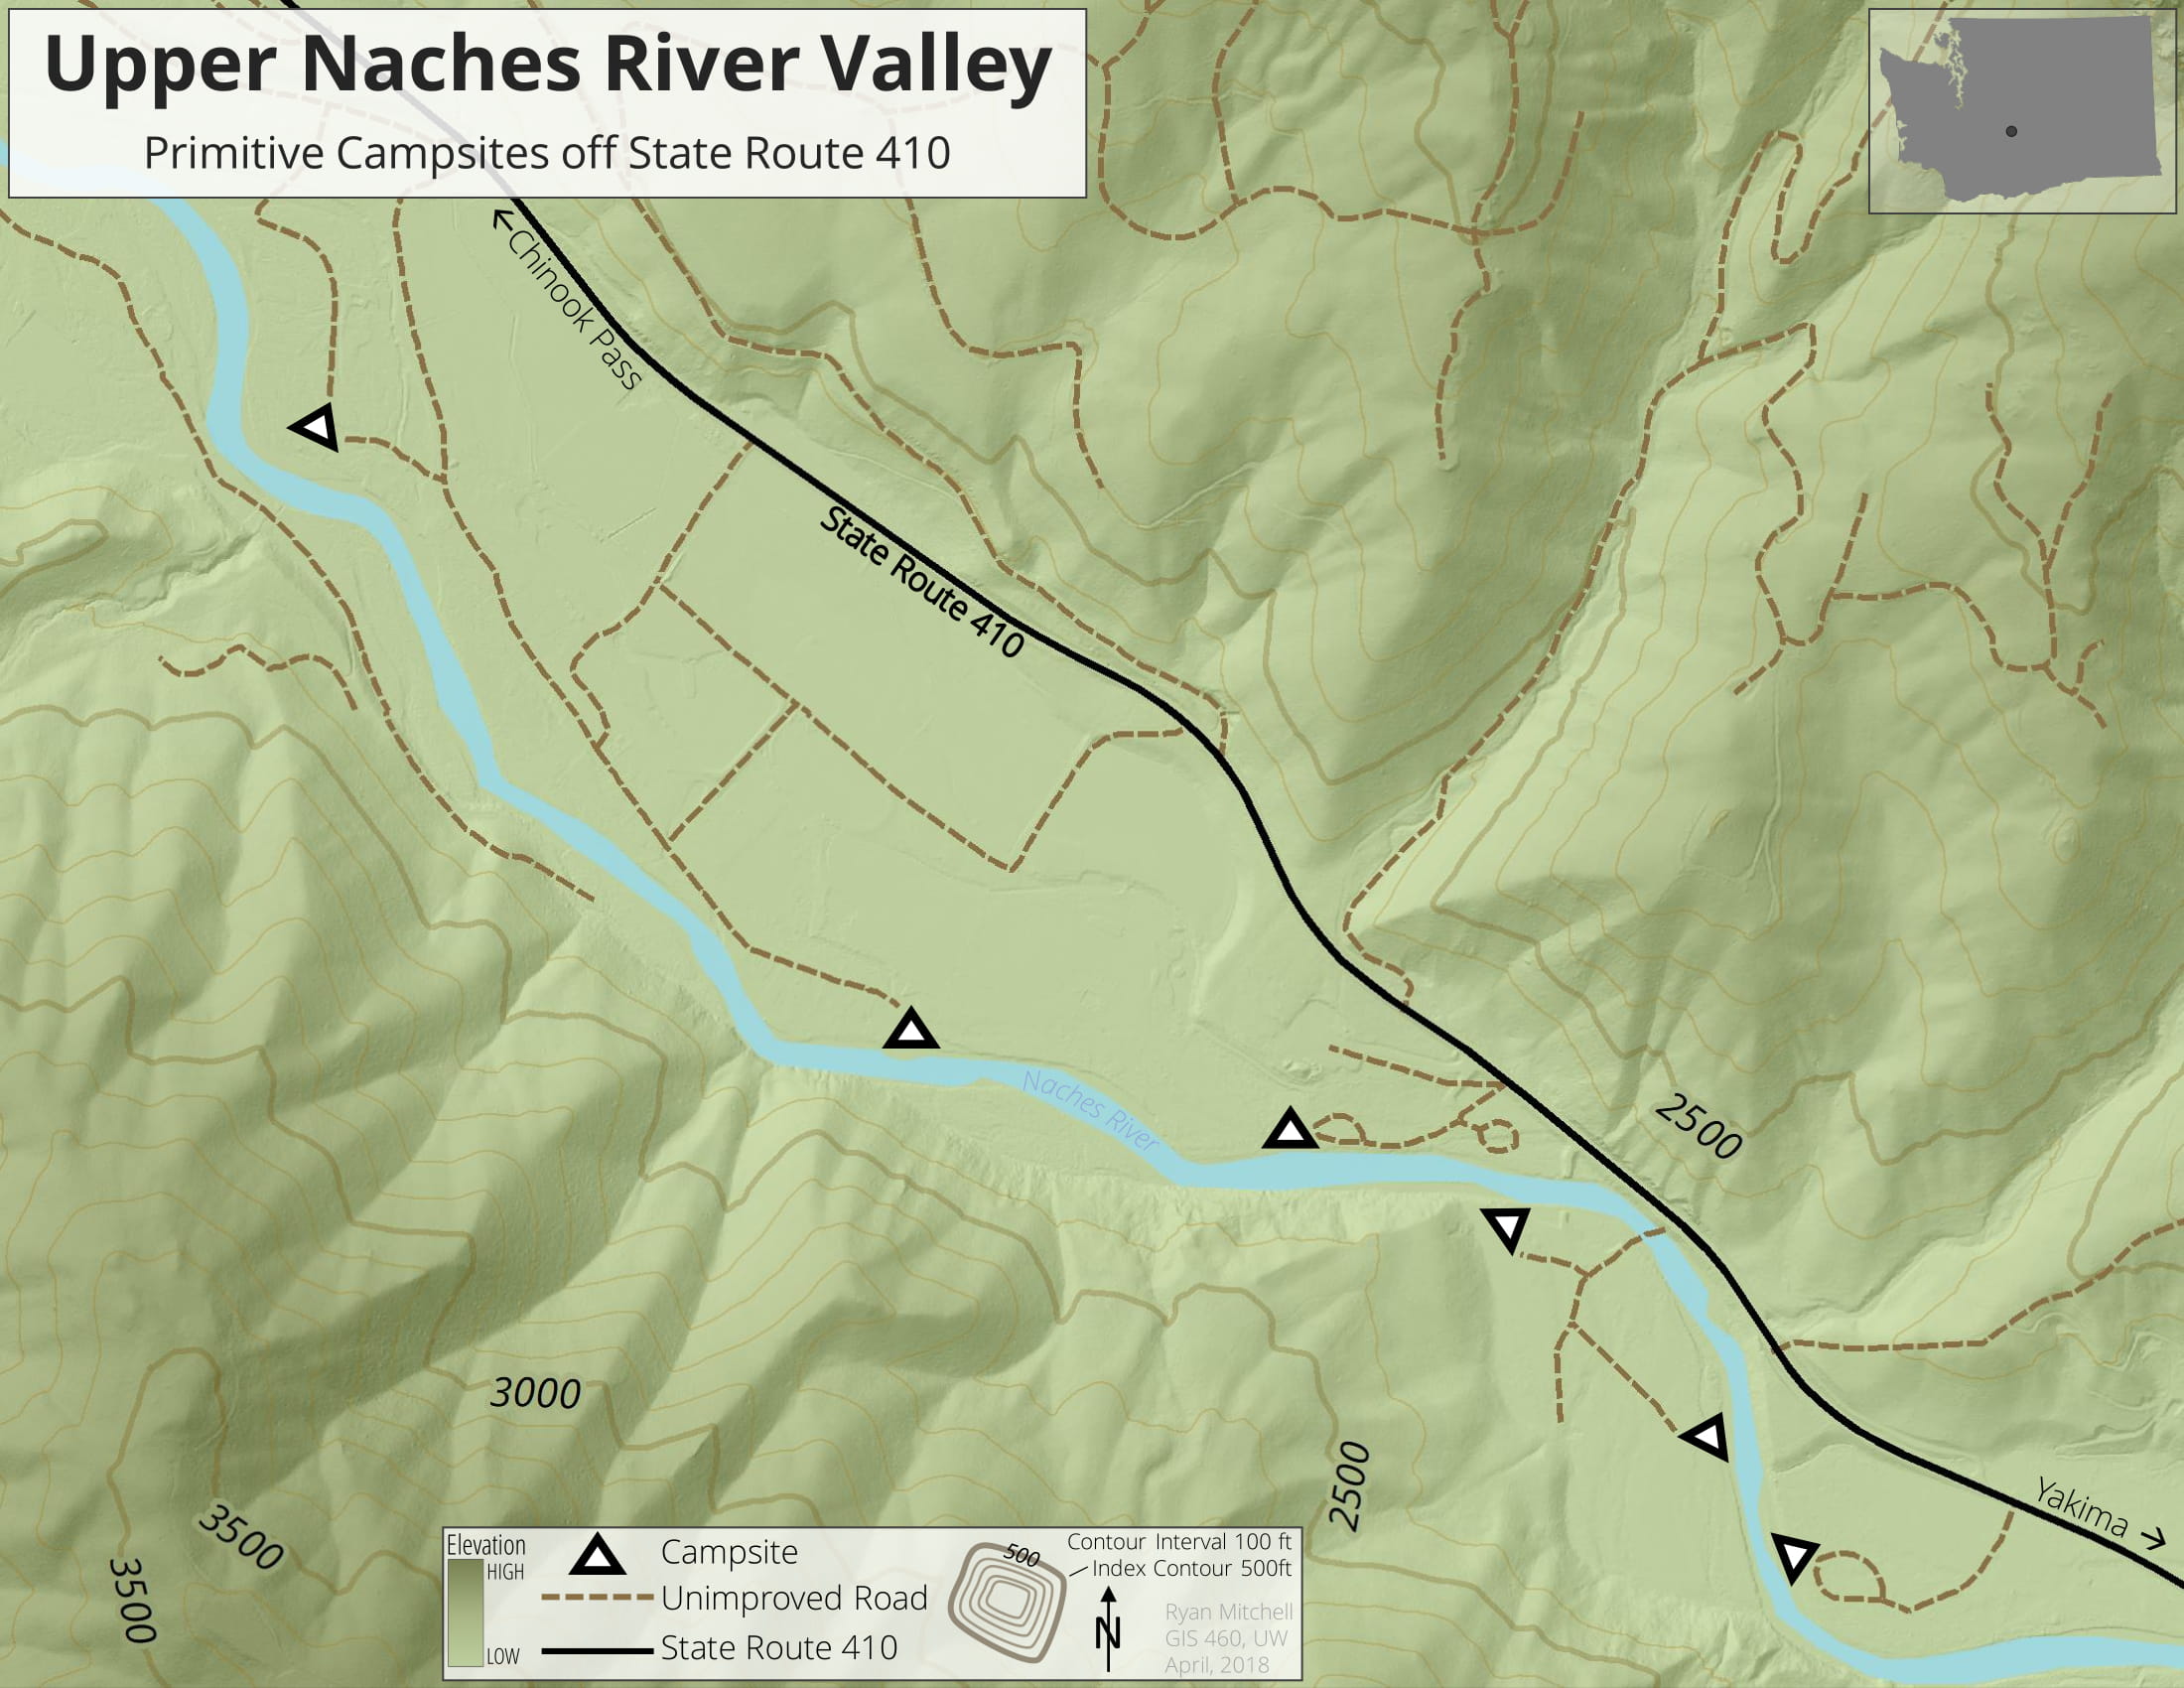 Upper Naches River Valley
Primitive Campsites off State Route 410
←Chinook Pass
State Route 410
Naches River
2500
3000
2500
3500
3500
Yakima →
Elevation
HIGH
LOW
Campsite
Unimproved Road
State Route 410
500
Contour Interval 100 ft
Index Contour 500ft
N
Ryan Mitchell
GIS 460, UW
April, 2018